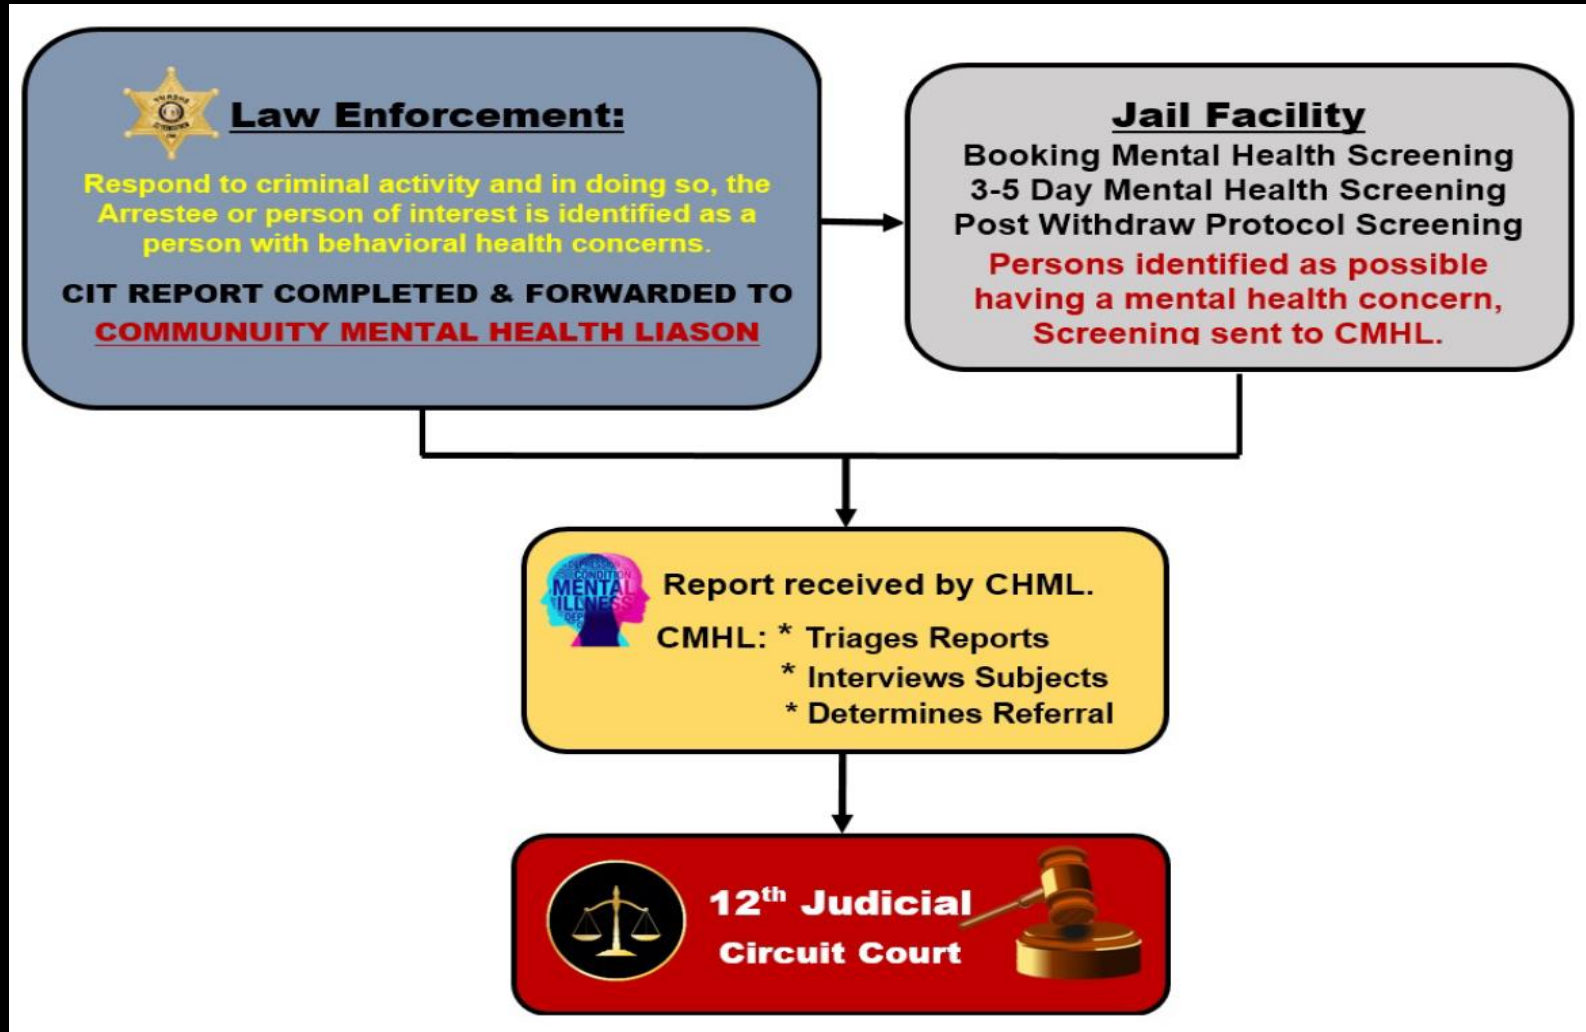 Law Enforcement:
Respond to criminal activity and in doing so, the
Arrestee or person of interest is identified as a
person with behavioral health concerns.
CIT REPORT COMPLETED & FORWARDED TO
COMMUNUITY MENTAL HEALTH LIASON
Jail Facility
Booking Mental Health Screening
3-5 Day Mental Health Screening
Post Withdraw Protocol Screening
Persons identified as possible
having a mental health concern,
Screening sent to CMHL.
CONDITION
MENTAL
ILLNESS
Report received by CHML.
CMHL: * Triages Reports
* Interviews Subjects
* Determines Referral
12th Judicial
Circuit Court